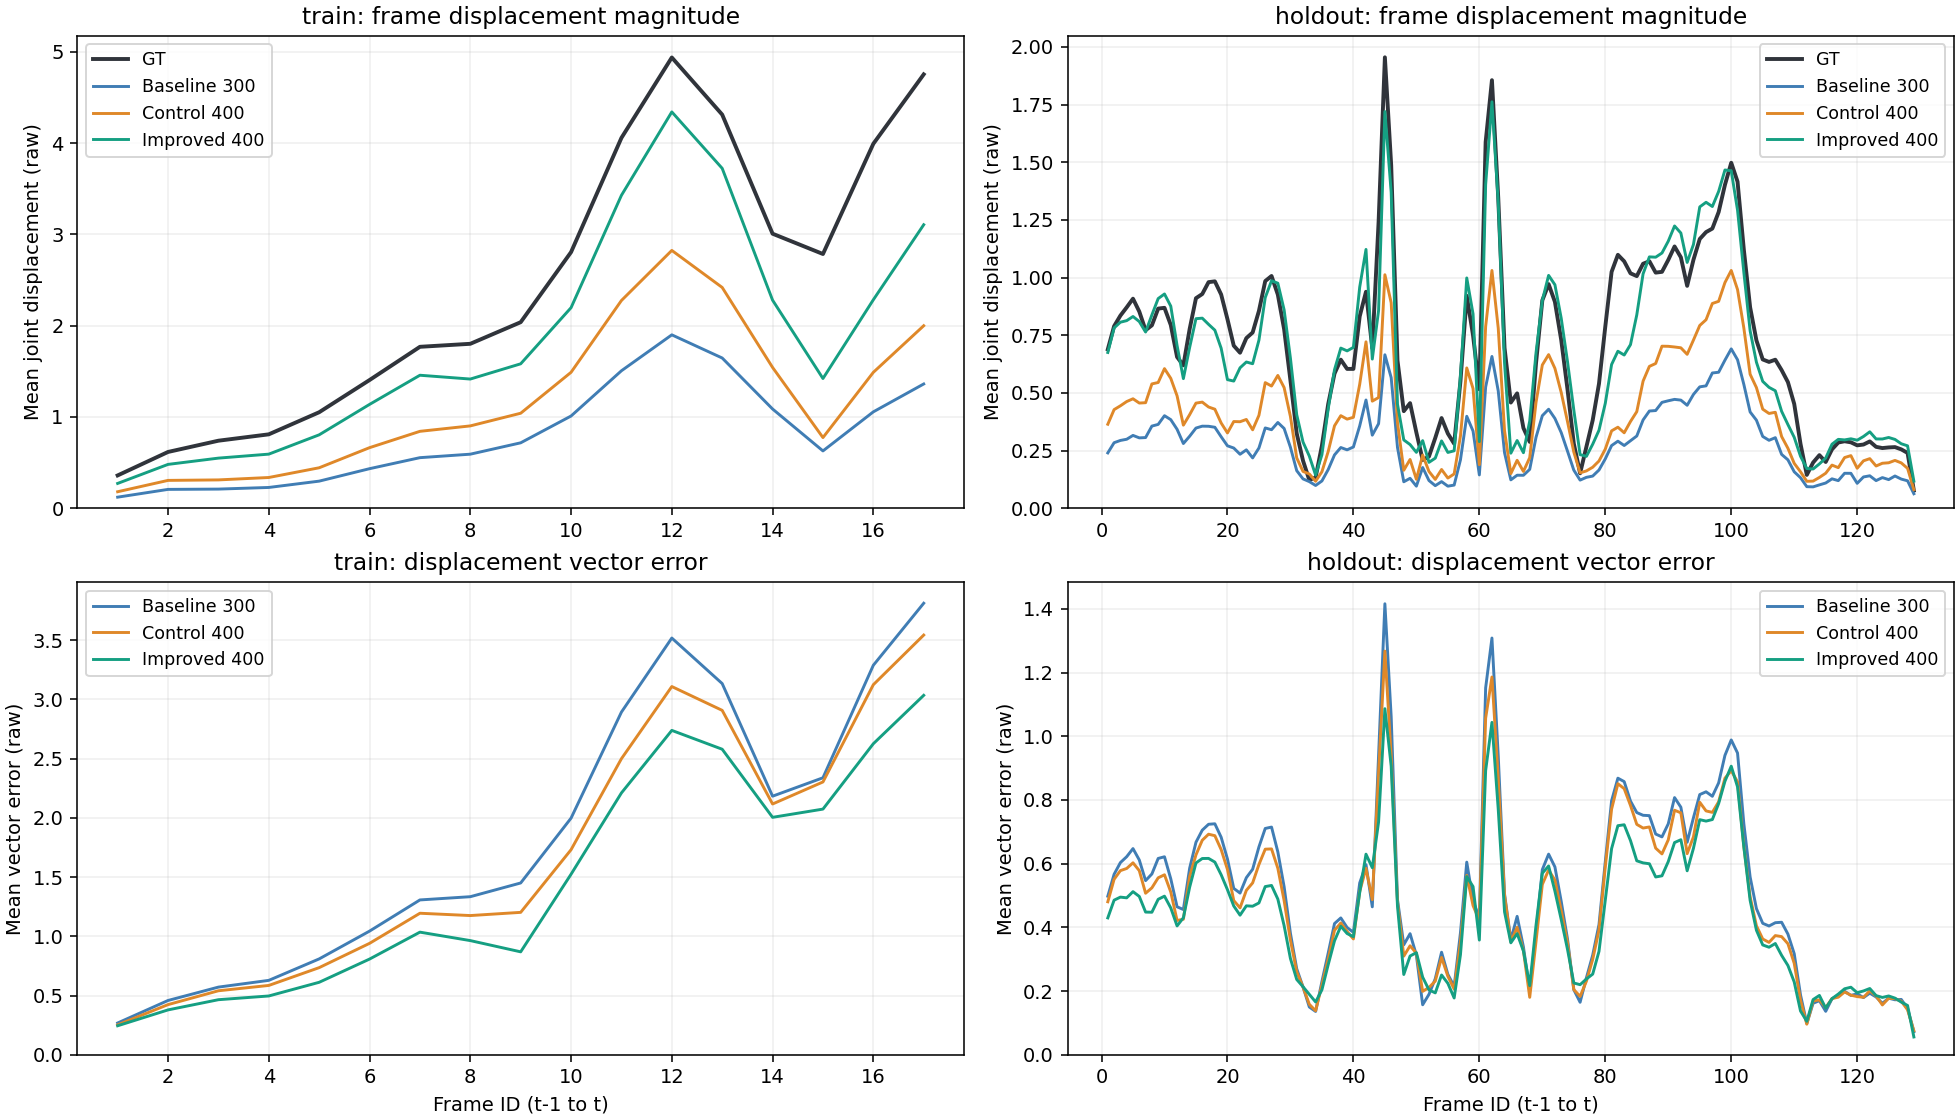 train: frame displacement magnitude
Mean joint displacement (raw)
5
4
3
2
1
0
GT
Baseline 300
Control 400
Improved 400
2 4 6 8 10 12 14 16
holdout: frame displacement magnitude
Mean joint displacement (raw)
2.00
1.75
1.50
1.25
1.00
0.75
0.50
0.25
0.00
GT
Baseline 300
Control 400
Improved 400
0 20 40 60 80 100 120
train: displacement vector error
Mean vector error (raw)
3.5
3.0
2.5
2.0
1.5
1.0
0.5
0.0
Baseline 300
Control 400
Improved 400
2 4 6 8 10 12 14 16
Frame ID (t-1 to t)
holdout: displacement vector error
Mean vector error (raw)
1.4
1.2
1.0
0.8
0.6
0.4
0.2
0.0
Baseline 300
Control 400
Improved 400
0 20 40 60 80 100 120
Frame ID (t-1 to t)